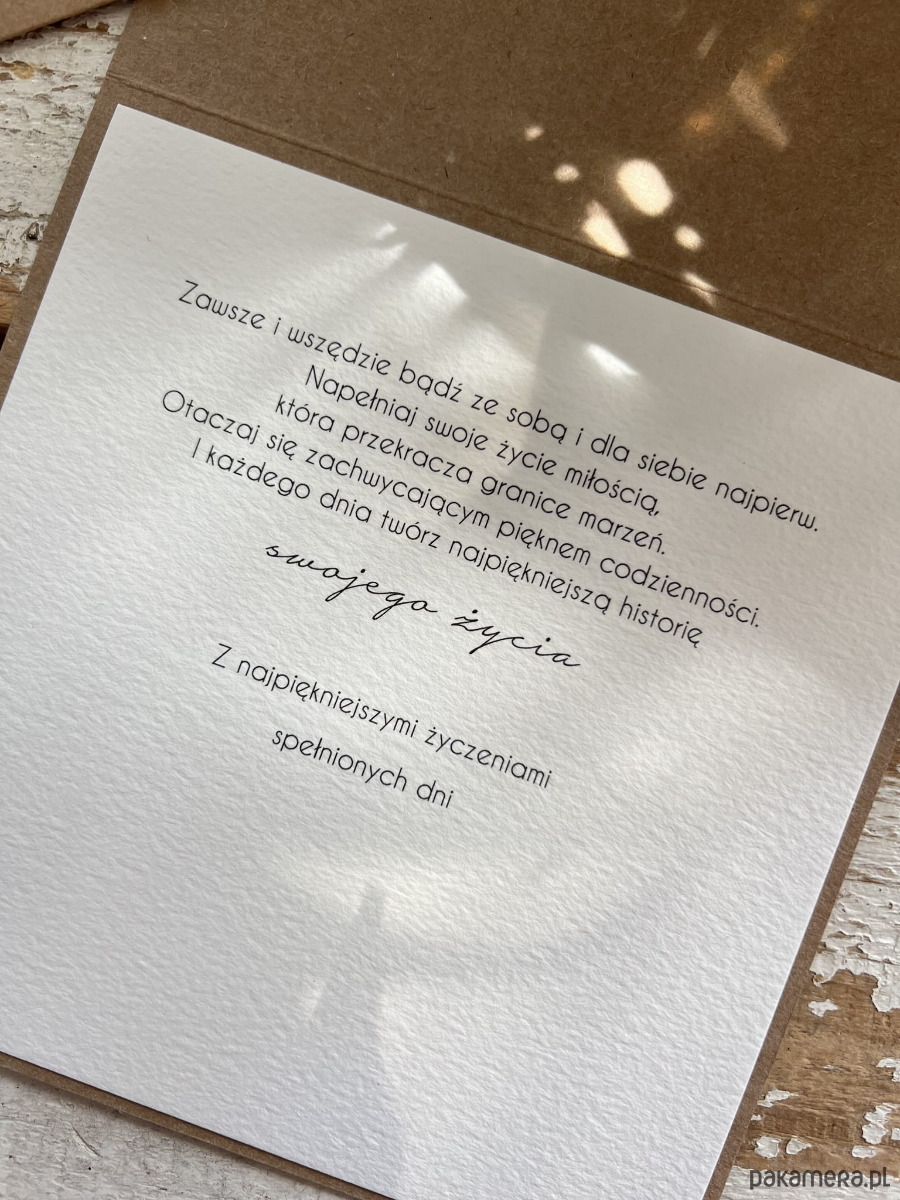 Zawsze i wszędzie bądź ze sobą i dla siebie najpierw.
Napełniaj swoje życie miłością,
która przekracza granice marzeń.
Otaczaj się zachwycającym pięknem codzienności.
I każdego dnia twórz najpiękniejszą historię
swojego życia
Z najpiękniejszymi życzeniami
spełnionych dni
pakamera.pl